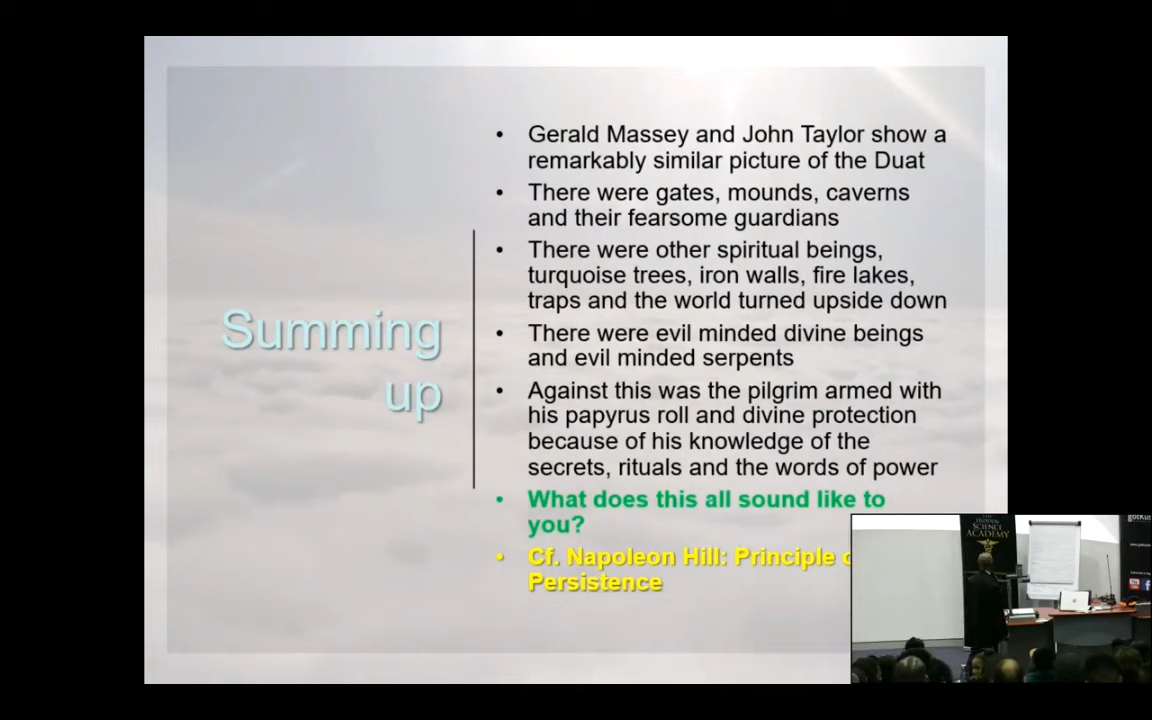 Summing
up
• Gerald Massey and John Taylor show a
remarkably similar picture of the Duat
• There were gates, mounds, caverns
and their fearsome guardians
• There were other spiritual beings,
turquoise trees, iron walls, fire lakes,
traps and the world turned upside down
• There were evil minded divine beings
and evil minded serpents
• Against this was the pilgrim armed with
his papyrus roll and divine protection
because of his knowledge of the
secrets, rituals and the words of power
• What does this all sound like to
you?
• Cf. Napoleon Hill: Principle
Persistence
HIDDEN
SCIENCE
ACADEMY